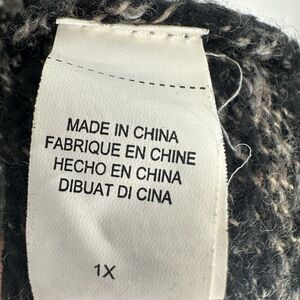 MADE IN CHINA
FABRIQUE EN CHINE
HECHO EN CHINA
DIBUAT DI CINA
1X